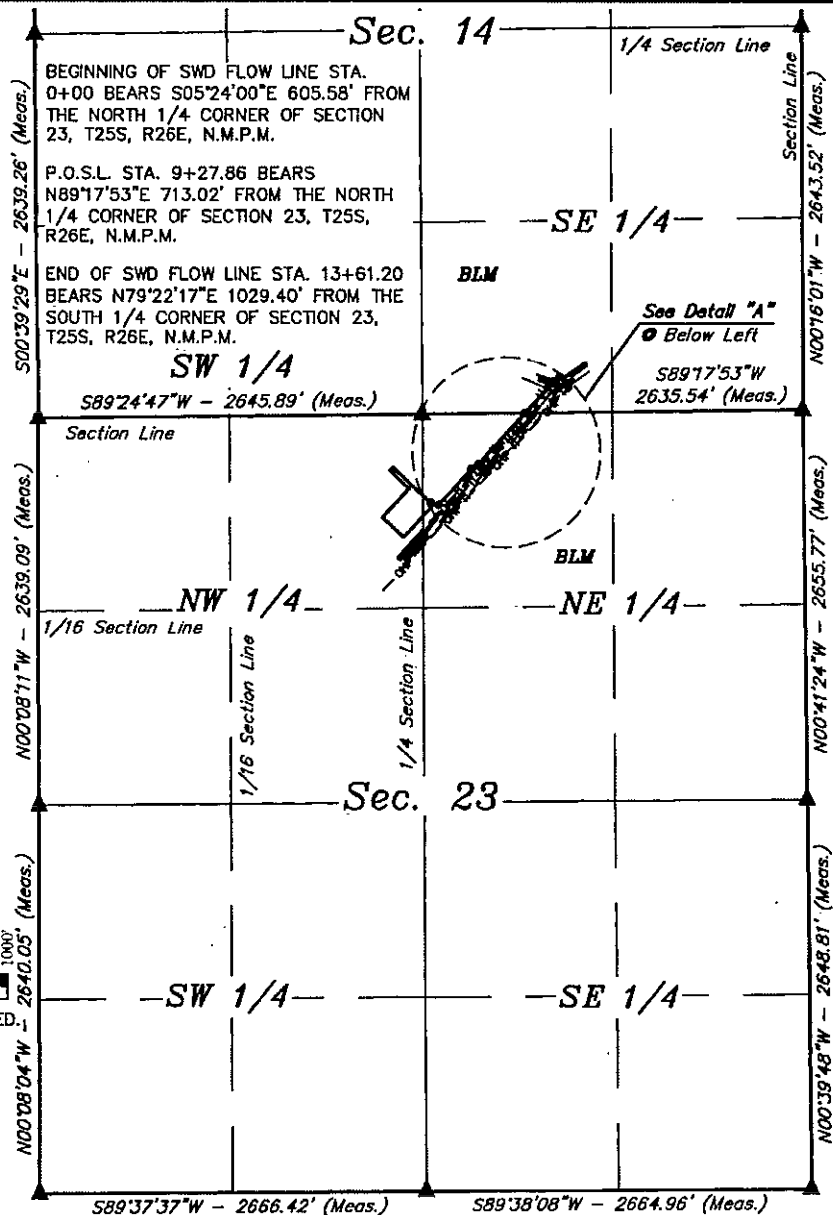 Sec. 14
1/4 Section Line
Section Line
BEGINNING OF SWD FLOW LINE STA.
0+00 BEARS S05°24'00"E 605.58' FROM
THE NORTH 1/4 CORNER OF SECTION
23, T25S, R26E, N.M.P.M.
P.O.S.L. STA. 9+27.86 BEARS
N89°17'53"E 713.02' FROM THE NORTH
1/4 CORNER OF SECTION 23, T25S,
R26E, N.M.P.M.
END OF SWD FLOW LINE STA. 13+61.20
BEARS N79°22'17"E 1029.40' FROM THE
SOUTH 1/4 CORNER OF SECTION 23,
T25S, R26E, N.M.P.M.
S00°39'29"E - 2639.26' (Meas.)
N00°16'01"W - 2643.52' (Meas.)
SE 1/4
BLM
See Detail "A"
Below Left
SW 1/4
S89°24'47"W - 2645.89' (Meas.)
S89°17'53"W
2635.54' (Meas.)
Section Line
BLM
N00°08'11"W - 2639.09' (Meas.)
NW 1/4
NE 1/4
1/16 Section Line
1/16 Section Line
1/4 Section Line
N00°41'24"W - 2655.77' (Meas.)
Sec. 23
1000'
N00°08'04"W - 2640.05' (Meas.)
SW 1/4
SE 1/4
N00°39'48"W - 2648.81' (Meas.)
S89°37'37"W - 2666.42' (Meas.)
S89°38'08"W - 2664.96' (Meas.)